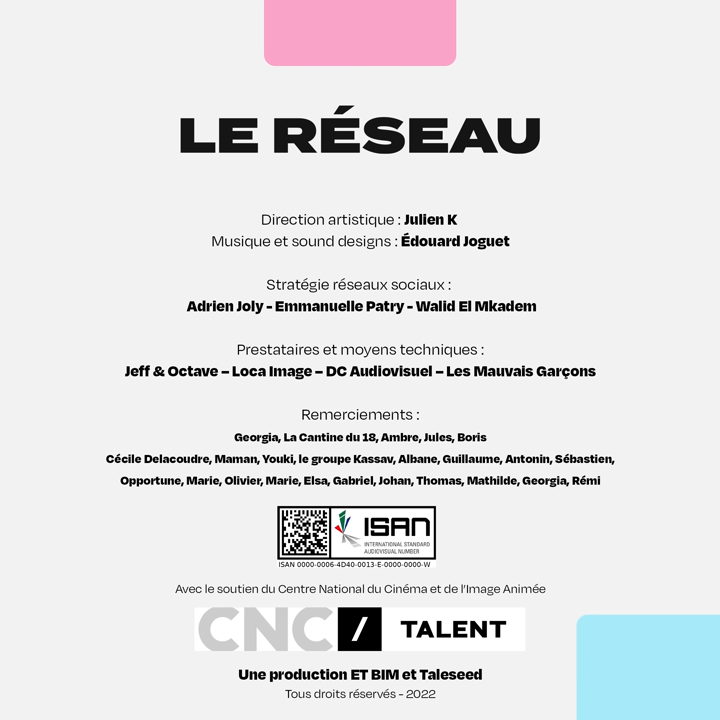 LE RÉSEAU
Direction artistique : Julien K
Musique et sound designs : Édouard Joguet
Stratégie réseaux sociaux :
Adrien Joly - Emmanuelle Patry - Walid El Mkadem
Prestataires et moyens techniques :
Jeff & Octave – Loca Image – DC Audiovisuel – Les Mauvais Garçons
Remerciements :
Georgia, La Cantine du 18, Ambre, Jules, Boris
Cécile Delacoudre, Maman, Youki, le groupe Kassav, Albane, Guillaume, Antonin, Sébastien,
Opportune, Marie, Olivier, Marie, Elsa, Gabriel, Johan, Thomas, Mathilde, Georgia, Rémi
ISAN
INTERNATIONAL STANDARD
AUDIOVISUAL NUMBER
ISAN 0000-0006-4D40-0013-E-0000-0000-W
Avec le soutien du Centre National du Cinéma et de l'Image Animée
CNC / TALENT
Une production ET BIM et Taleseed
Tous droits réservés - 2022